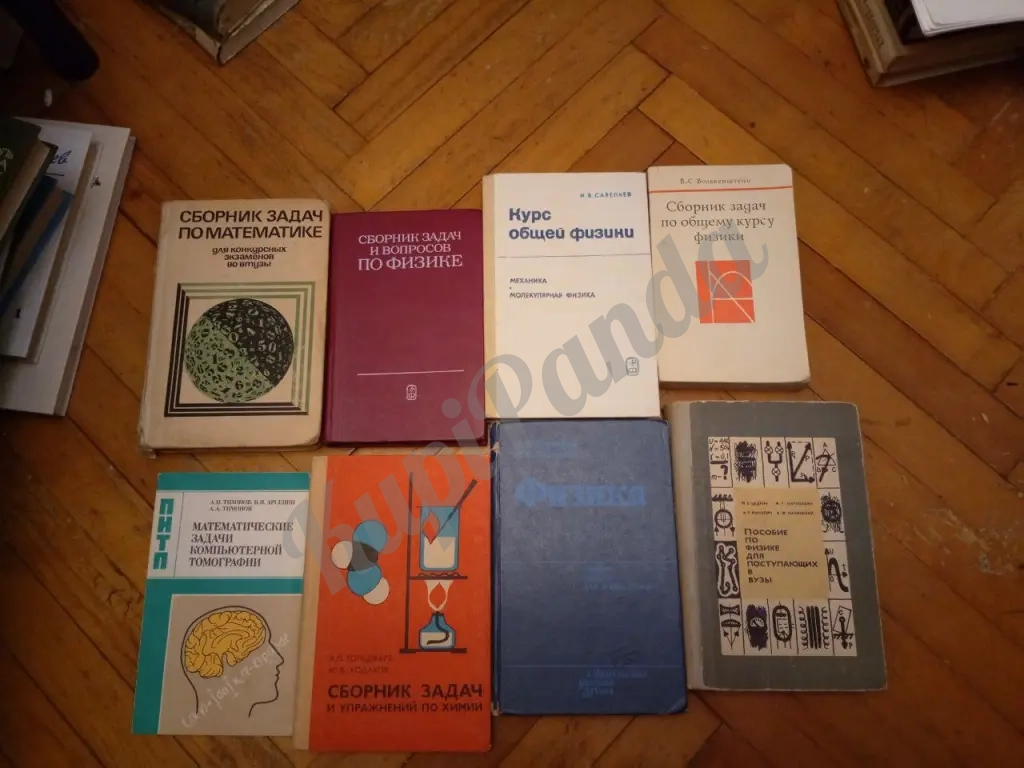 СБОРНИК ЗАДАЧ
ПО МАТЕМАТИКЕ
для конкурсных
экзаменов
во втузы
СБОРНИК ЗАДАЧ
И ВОПРОСОВ
ПО ФИЗИКЕ
И. В. САВЕЛЬЕВ
Курс
общей физики
МЕХАНИКА
МОЛЕКУЛЯРНАЯ ФИЗИКА
В. С. Волькенштейн
Сборник задач
по общему курсу
физики
ПИТП
А.Н. ТИХОНОВ, В.Я. АРСЕНИН
А.А. ТИМОНОВ
МАТЕМАТИЧЕСКИЕ
ЗАДАЧИ
КОМПЬЮТЕРНОЙ
ТОМОГРАФИИ
Ю. В. ХОДАКОВ
СБОРНИК ЗАДАЧ
И УПРАЖНЕНИЙ ПО ХИМИИ
Физика
ПОСОБИЕ
ПО
ФИЗИКЕ
ДЛЯ
ПОСТУПАЮЩИХ
В
ВУЗЫ
KupiPanda